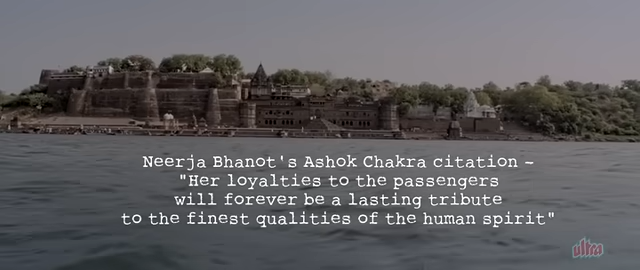 Neerja Bhanot's Ashok Chakra citation –
"Her loyalties to the passengers
will forever be a lasting tribute
to the finest qualities of the human spirit"
ultra